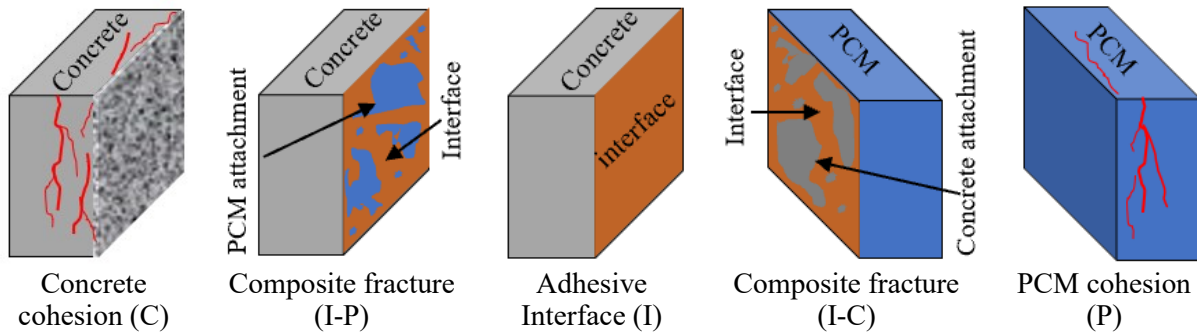 Concrete
Concrete
cohesion (C)
Concrete
PCM attachment
Interface
Composite fracture
(I-P)
Concrete
interface
Adhesive
Interface (I)
PCM
Interface
Concrete attachment
Composite fracture
(I-C)
PCM
PCM cohesion
(P)